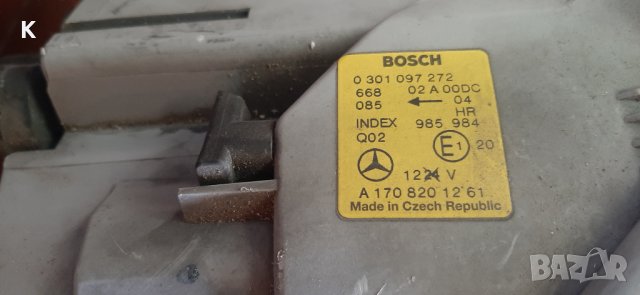 K
BOSCH
0 301 097 272
668 02 A 00DC
085 ← 04
HR
INDEX 985 984
Q02 E1 20
1224 V
A 170 820 12 61
Made in Czech Republic
BAZAR